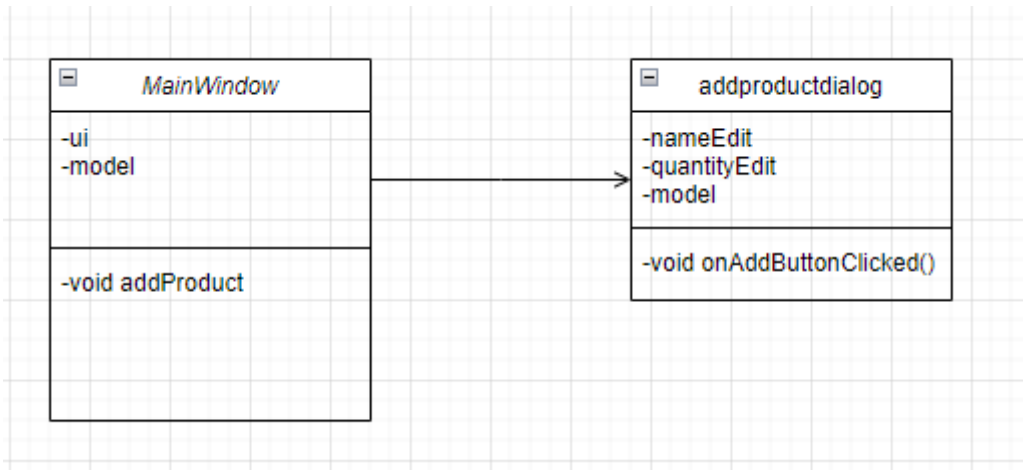 MainWindow
-ui
-model
-void addProduct
addproductdialog
-nameEdit
-quantityEdit
-model
-void onAddButtonClicked()